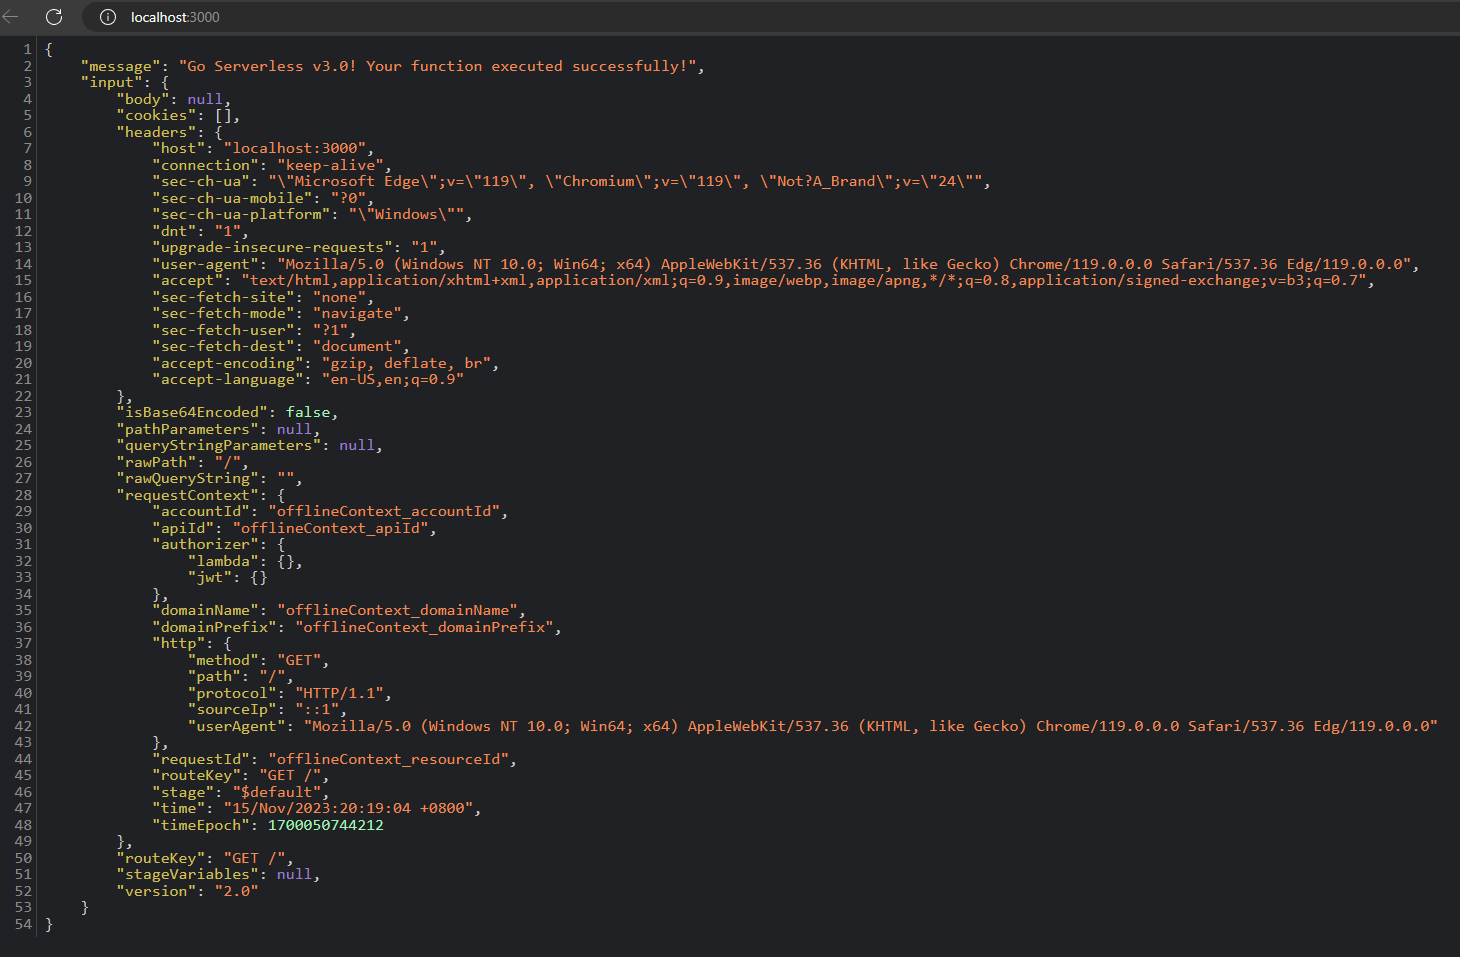 localhost:3000
1 {
2 "message": "Go Serverless v3.0! Your function executed successfully!",
3 "input": {
4 "body": null,
5 "cookies": [],
6 "headers": {
7 "host": "localhost:3000",
8 "connection": "keep-alive",
9 "sec-ch-ua": "\"Microsoft Edge\";v=\"119\", \"Chromium\";v=\"119\", \"Not?A_Brand\";v=\"24\"",
10 "sec-ch-ua-mobile": "?0",
11 "sec-ch-ua-platform": "\"Windows\"",
12 "dnt": "1",
13 "upgrade-insecure-requests": "1",
14 "user-agent": "Mozilla/5.0 (Windows NT 10.0; Win64; x64) AppleWebKit/537.36 (KHTML, like Gecko) Chrome/119.0.0.0 Safari/537.36 Edg/119.0.0.0",
15 "accept": "text/html,application/xhtml+xml,application/xml;q=0.9,image/webp,image/apng,*/*;q=0.8,application/signed-exchange;v=b3;q=0.7",
16 "sec-fetch-site": "none",
17 "sec-fetch-mode": "navigate",
18 "sec-fetch-user": "?1",
19 "sec-fetch-dest": "document",
20 "accept-encoding": "gzip, deflate, br",
21 "accept-language": "en-US,en;q=0.9"
22 },
23 "isBase64Encoded": false,
24 "pathParameters": null,
25 "queryStringParameters": null,
26 "rawPath": "/",
27 "rawQueryString": "",
28 "requestContext": {
29 "accountId": "offlineContext_accountId",
30 "apiId": "offlineContext_apiId",
31 "authorizer": {
32 "lambda": {},
33 "jwt": {}
34 },
35 "domainName": "offlineContext_domainName",
36 "domainPrefix": "offlineContext_domainPrefix",
37 "http": {
38 "method": "GET",
39 "path": "/",
40 "protocol": "HTTP/1.1",
41 "sourceIp": "::1",
42 "userAgent": "Mozilla/5.0 (Windows NT 10.0; Win64; x64) AppleWebKit/537.36 (KHTML, like Gecko) Chrome/119.0.0.0 Safari/537.36 Edg/119.0.0.0"
43 },
44 "requestId": "offlineContext_resourceId",
45 "routeKey": "GET /",
46 "stage": "$default",
47 "time": "15/Nov/2023:20:19:04 +0800",
48 "timeEpoch": 1700050744212
49 },
50 "routeKey": "GET /",
51 "stageVariables": null,
52 "version": "2.0"
53 }
54 }